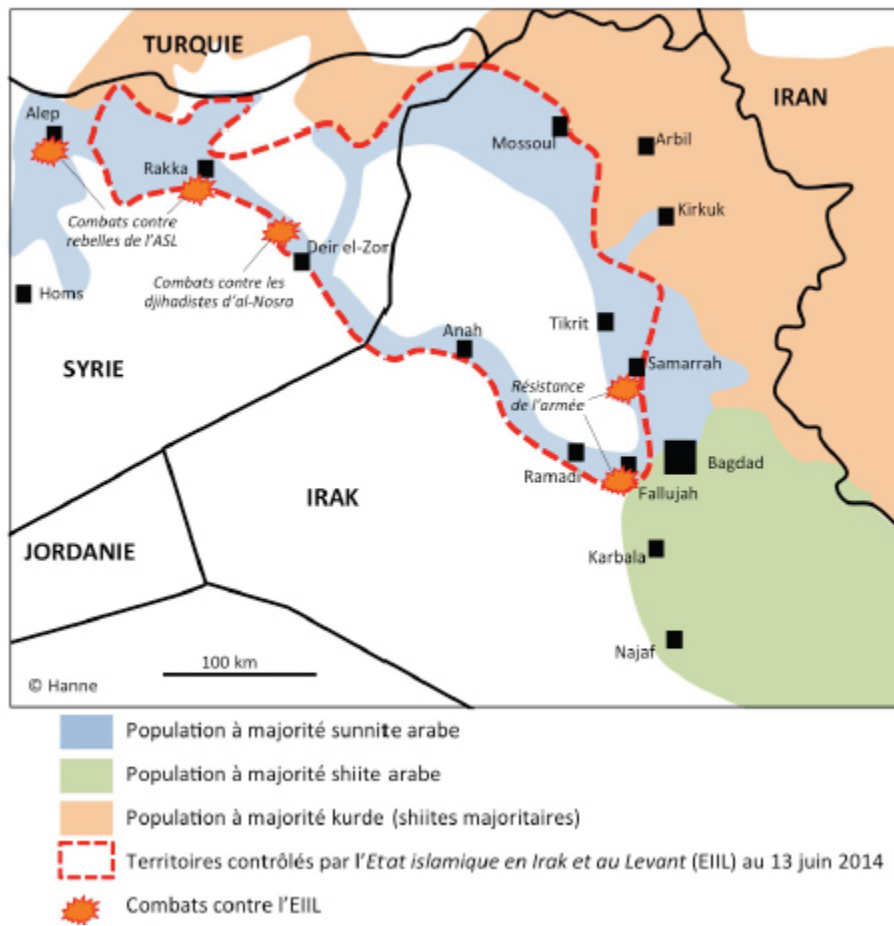 TURQUIE
IRAN
Alep
Mossoul
Arbil
Rakka
Kirkuk
Combats contre
rebelles de l'ASL
Deir el-Zor
Combats contre les
djihadistes d'al-Nosra
Homs
Tikrit
Anah
Samarrah
SYRIE
Résistance
de l'armée
Ramadi
Bagdad
Fallujah
IRAK
JORDANIE
Karbala
Najaf
100 km
© Hanne
Population à majorité sunnite arabe
Population à majorité shiite arabe
Population à majorité kurde (shiites majoritaires)
Territoires contrôlés par l'Etat islamique en Irak et au Levant (EIIL) au 13 juin 2014
Combats contre l'EIIL